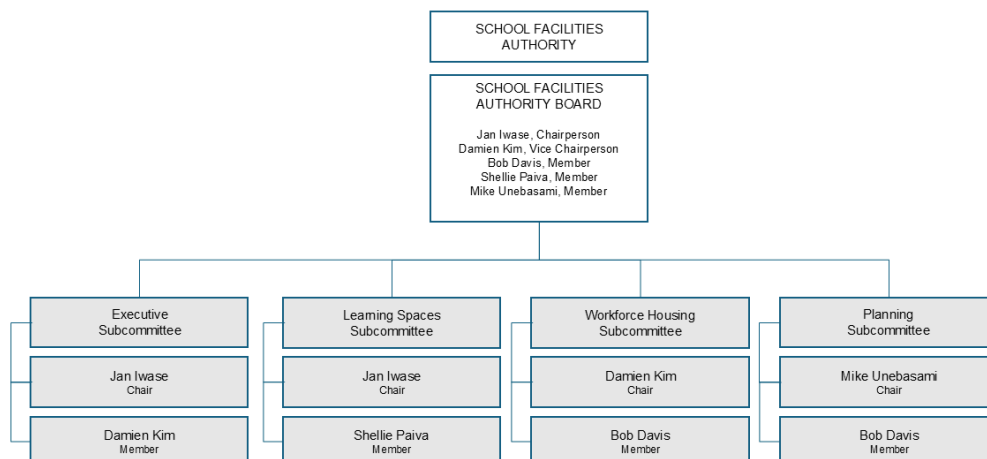 SCHOOL FACILITIES
AUTHORITY
SCHOOL FACILITIES
AUTHORITY BOARD
Jan Iwase, Chairperson
Damien Kim, Vice Chairperson
Bob Davis, Member
Shellie Paiva, Member
Mike Unebasami, Member
Executive
Subcommittee
Jan Iwase
Chair
Damien Kim
Member
Learning Spaces
Subcommittee
Jan Iwase
Chair
Shellie Paiva
Member
Workforce Housing
Subcommittee
Damien Kim
Chair
Bob Davis
Member
Planning
Subcommittee
Mike Unebasami
Chair
Bob Davis
Member